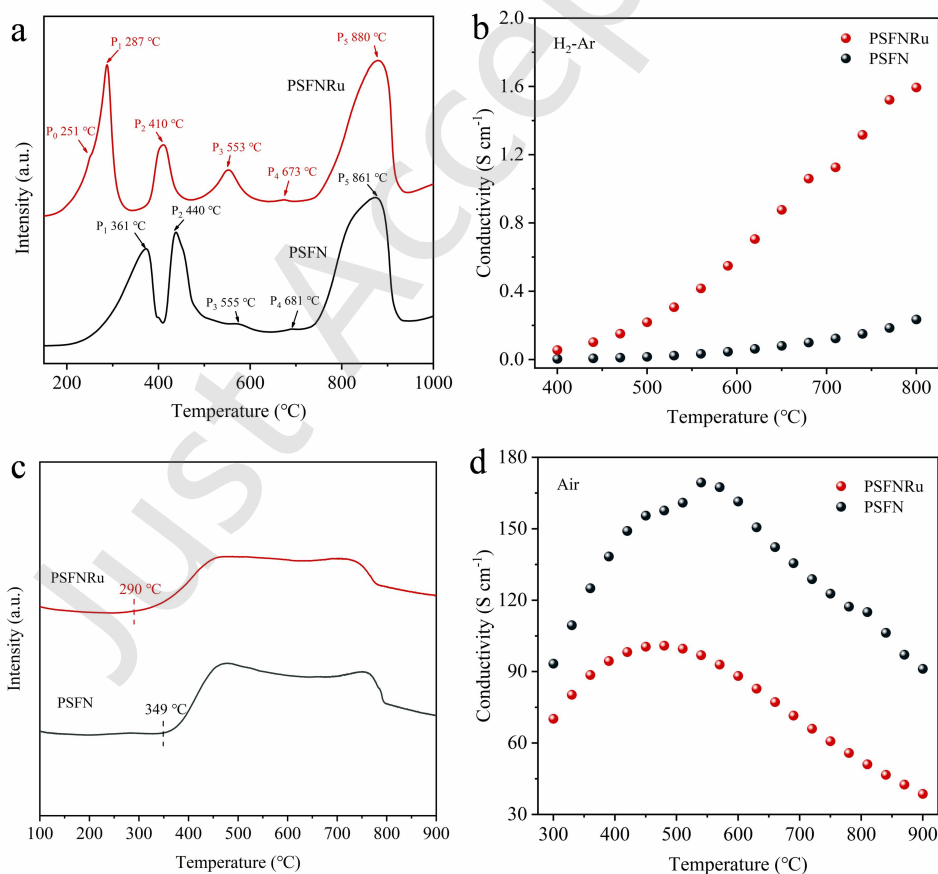 a
P₁ 287 ℃
P₅ 880 ℃
PSFNRu
P₀ 251 ℃
P₂ 410 ℃
P₃ 553 ℃
P₄ 673 ℃
P₅ 861 ℃
P₂ 440 ℃
P₁ 361 ℃
PSFN
P₃ 555 ℃
P₄ 681 ℃
Intensity (a.u.)
200 400 600 800 1000
Temperature (℃)
b
H₂-Ar
PSFNRu
PSFN
2.0
1.6
1.2
0.8
0.4
0.0
Conductivity (S cm⁻¹)
400 500 600 700 800
Temperature (℃)
c
PSFNRu
290 ℃
PSFN
349 ℃
Intensity (a.u.)
100 200 300 400 500 600 700 800 900
Temperature (℃)
d
Air
PSFNRu
PSFN
180
150
120
90
60
30
Conductivity (S cm⁻¹)
300 400 500 600 700 800 900
Temperature (℃)
Just Accep